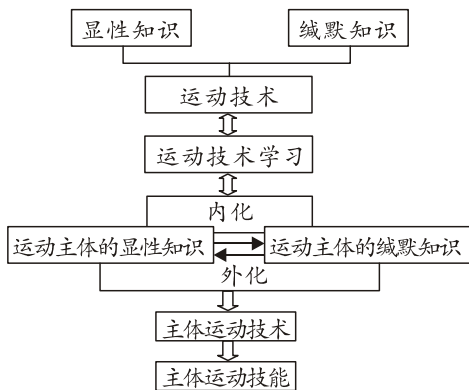 显性知识 缄默知识
运动技术
运动技术学习
内化
运动主体的显性知识 运动主体的缄默知识
外化
主体运动技术
主体运动技能